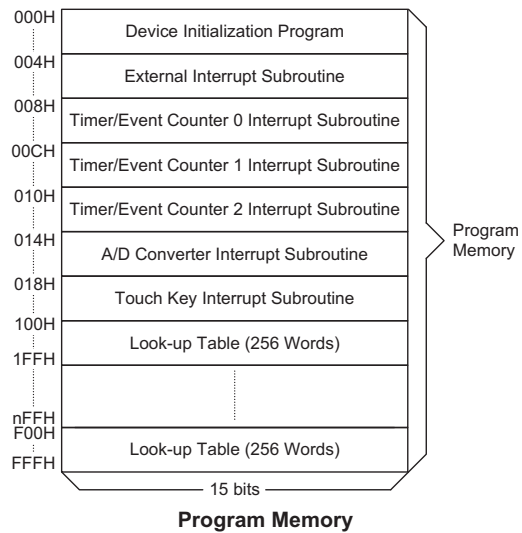 000H
Device Initialization Program
004H
External Interrupt Subroutine
008H
Timer/Event Counter 0 Interrupt Subroutine
00CH
Timer/Event Counter 1 Interrupt Subroutine
010H
Timer/Event Counter 2 Interrupt Subroutine
014H
A/D Converter Interrupt Subroutine
018H
Touch Key Interrupt Subroutine
100H
Look-up Table (256 Words)
1FFH
nFFH
F00H
Look-up Table (256 Words)
FFFH
15 bits
Program
Memory
Program Memory